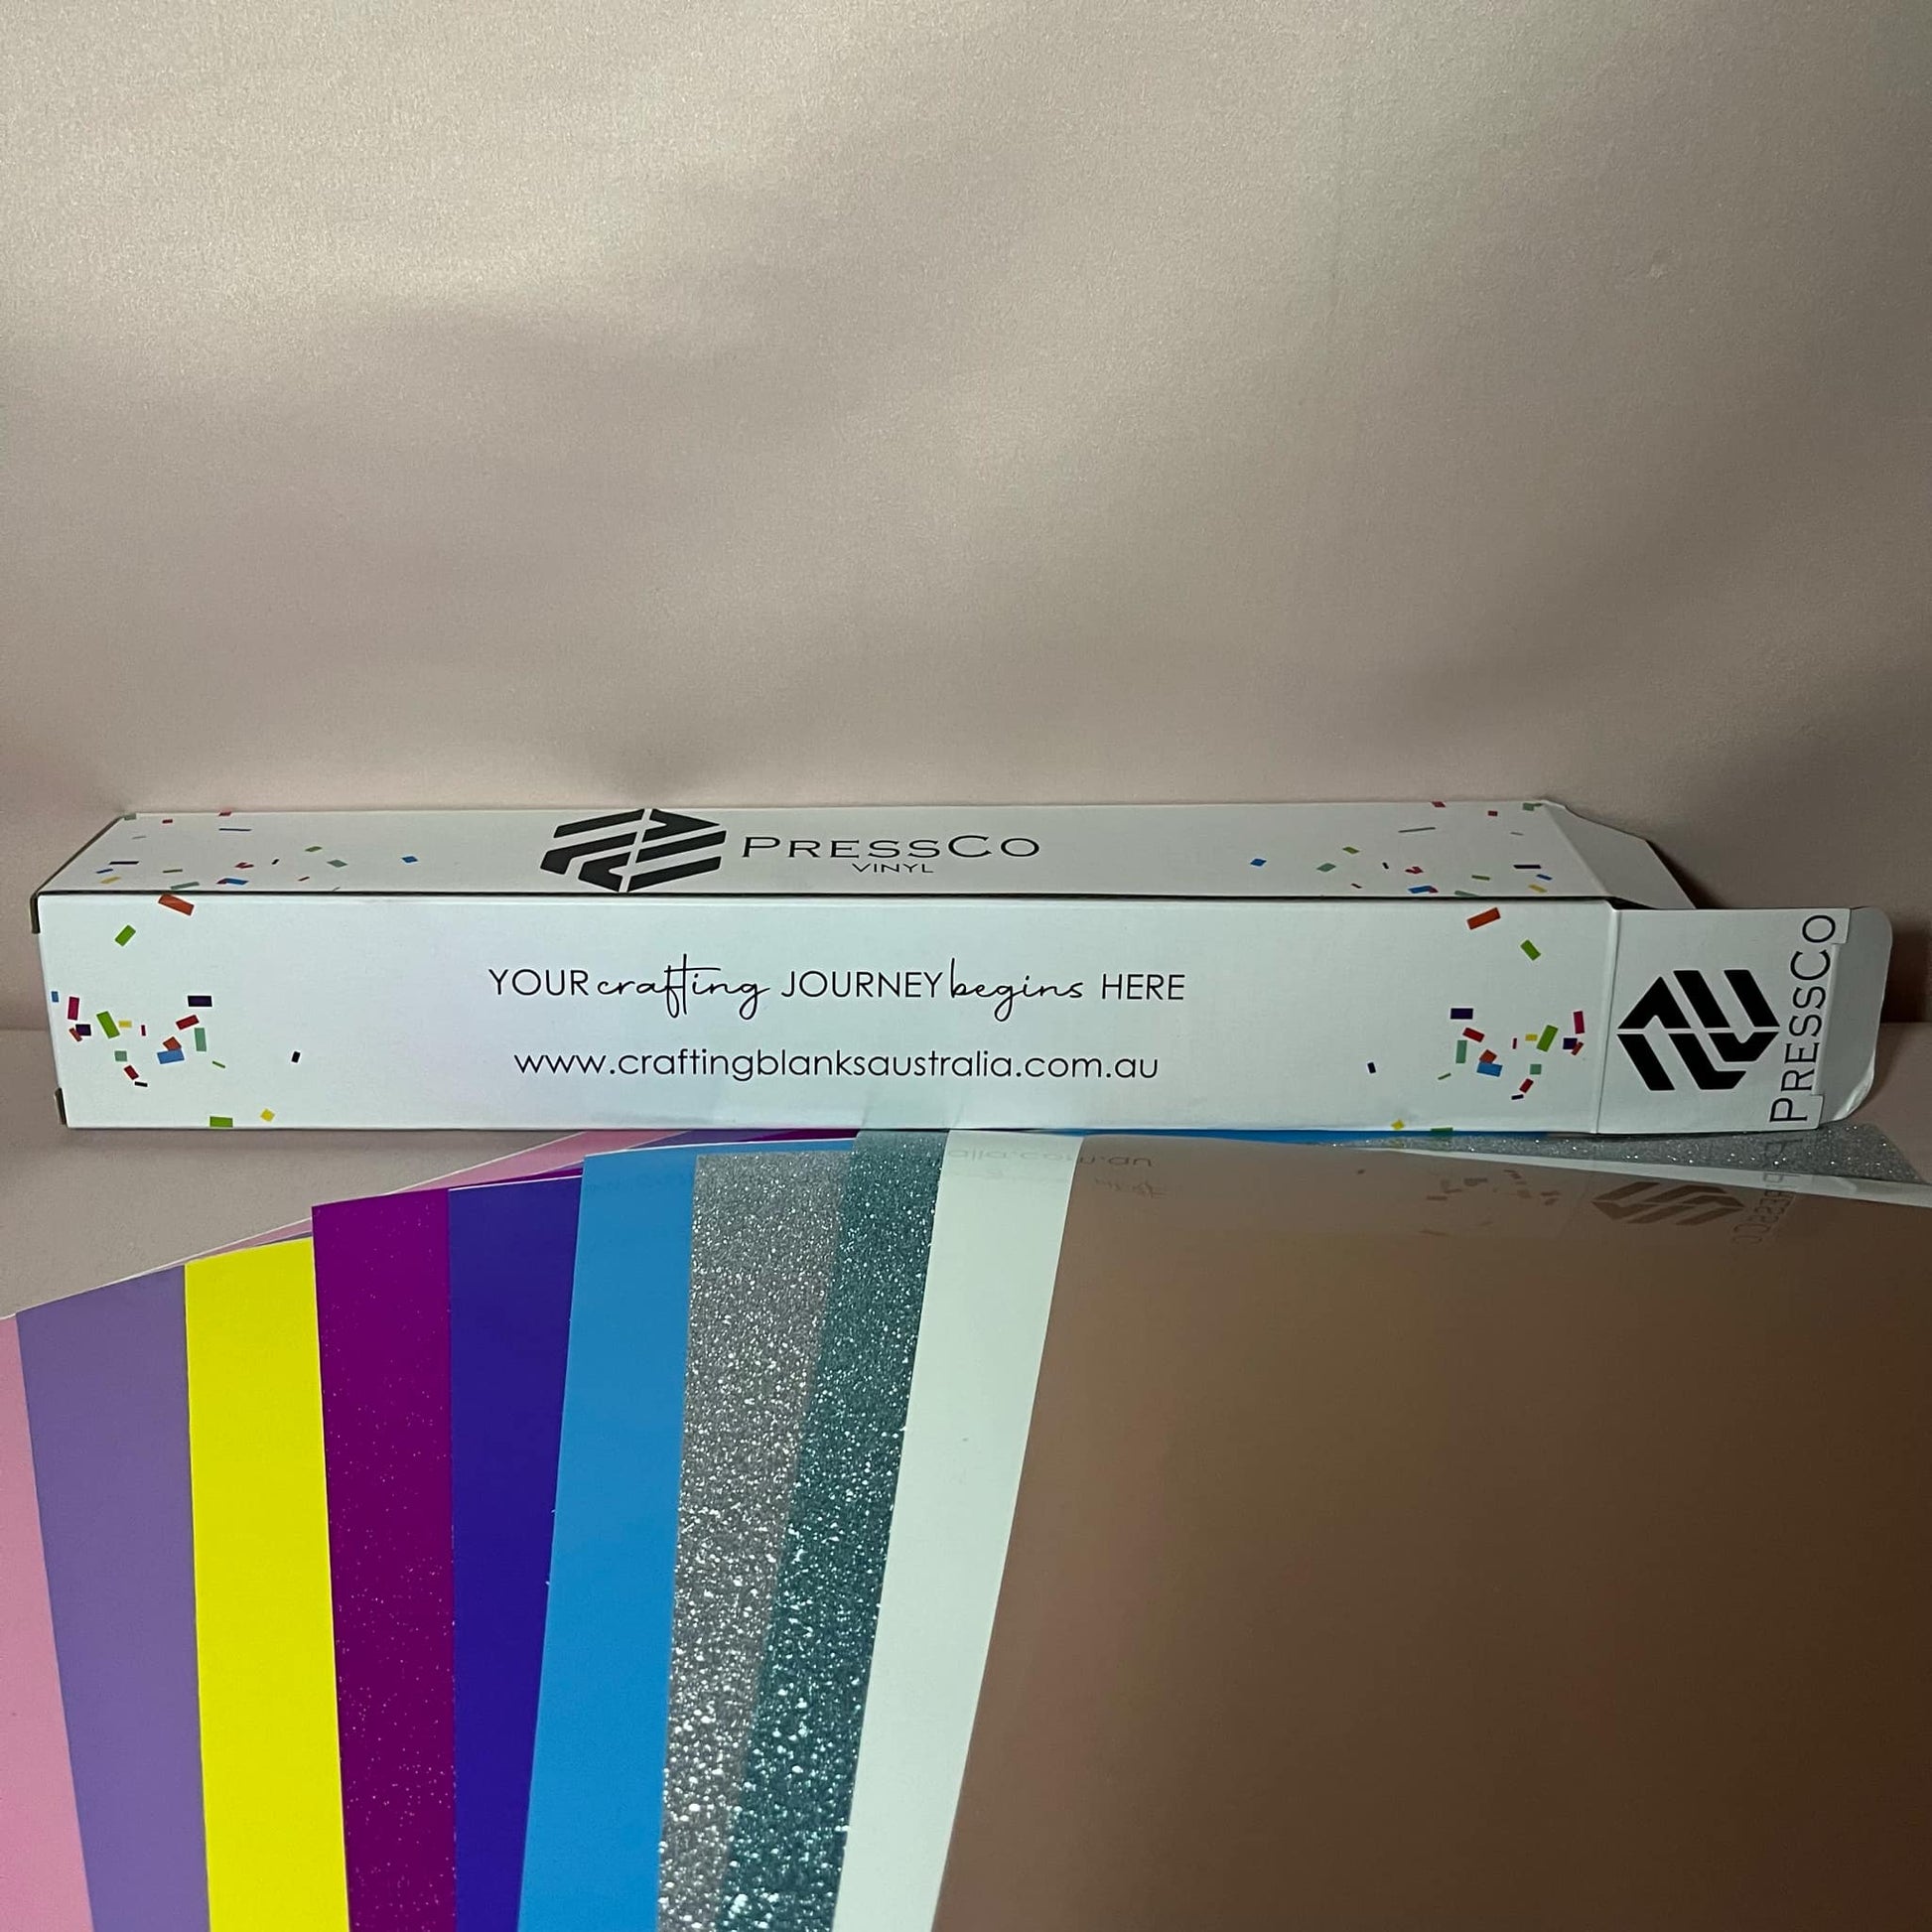 PRESSCO
VINYL
YOUR crafting JOURNEY begins HERE
www.craftingblanksaustralia.com.au
PRESSCO